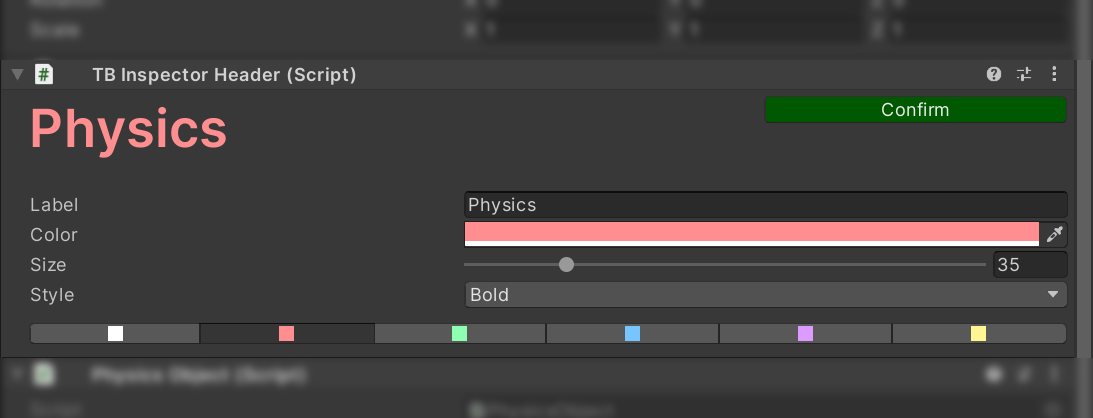 Scale X 1 Y 1 Z 1
TB Inspector Header (Script)
Physics
Confirm
Label Physics
Color
Size 35
Style Bold
Physics Object (Script)
Script PhysicsObject